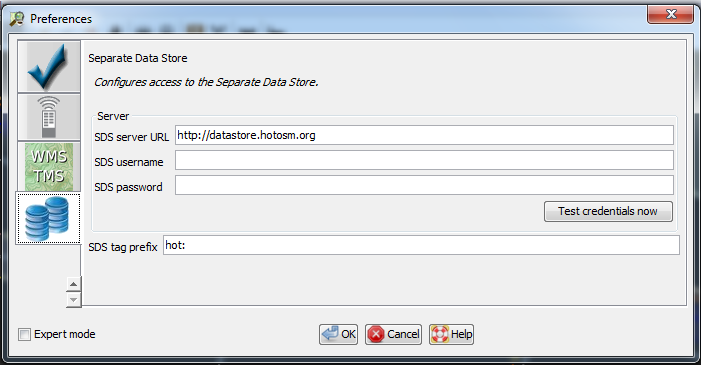 Preferences
Separate Data Store
Configures access to the Separate Data Store.
Server
SDS server URL http://datastore.hotosm.org
SDS username
SDS password
Test credentials now
SDS tag prefix hot:
WMS
TMS
Expert mode
OK Cancel Help